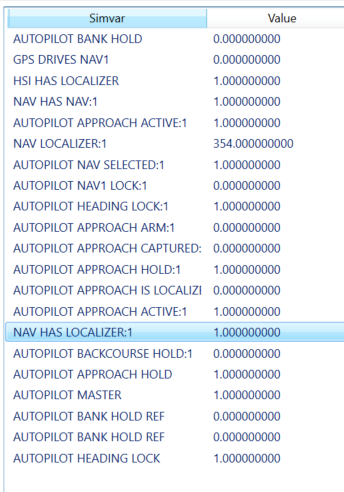 Simvar Value
AUTOPILOT BANK HOLD 0.000000000
GPS DRIVES NAV1 0.000000000
HSI HAS LOCALIZER 1.000000000
NAV HAS NAV:1 1.000000000
AUTOPILOT APPROACH ACTIVE:1 1.000000000
NAV LOCALIZER:1 354.000000000
AUTOPILOT NAV SELECTED:1 1.000000000
AUTOPILOT NAV1 LOCK:1 0.000000000
AUTOPILOT HEADING LOCK:1 1.000000000
AUTOPILOT APPROACH ARM:1 0.000000000
AUTOPILOT APPROACH CAPTURED: 0.000000000
AUTOPILOT APPROACH HOLD:1 1.000000000
AUTOPILOT APPROACH IS LOCALIZI 0.000000000
AUTOPILOT APPROACH ACTIVE:1 1.000000000
NAV HAS LOCALIZER:1 1.000000000
AUTOPILOT BACKCOURSE HOLD:1 0.000000000
AUTOPILOT APPROACH HOLD 1.000000000
AUTOPILOT MASTER 1.000000000
AUTOPILOT BANK HOLD REF 0.000000000
AUTOPILOT BANK HOLD REF 0.000000000
AUTOPILOT HEADING LOCK 1.000000000